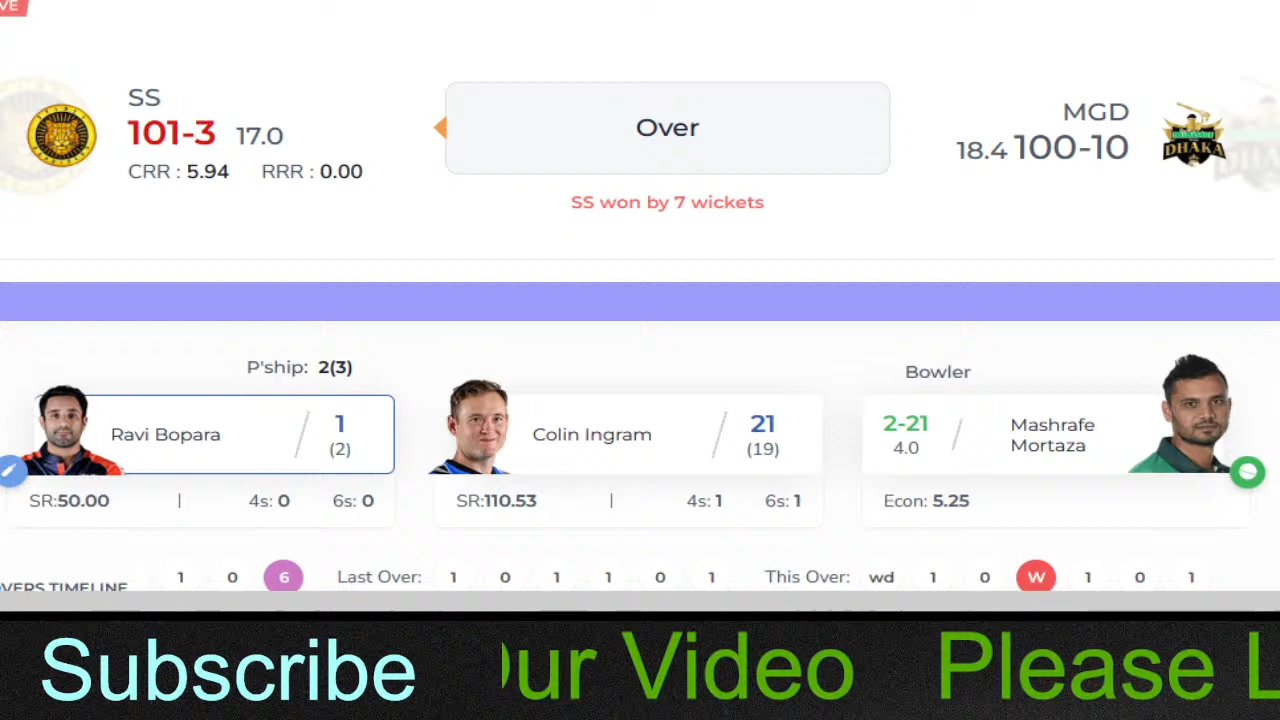 VE
SS
101-3 17.0
CRR : 5.94 RRR : 0.00
Over
SS won by 7 wickets
MGD
18.4 100-10
DHAKA
P'ship: 2(3)
Ravi Bopara 1 (2)
SR:50.00 | 4s: 0 6s: 0
Colin Ingram 21 (19)
SR:110.53 | 4s: 1 6s: 1
Bowler
2-21 4.0
Mashrafe
Mortaza
Econ: 5.25
VERS TIMELINE 1 0 6 Last Over: 1 0 1 1 0 1 This Over: wd 1 0 W 1 0 1
Subscribe ur Video Please L